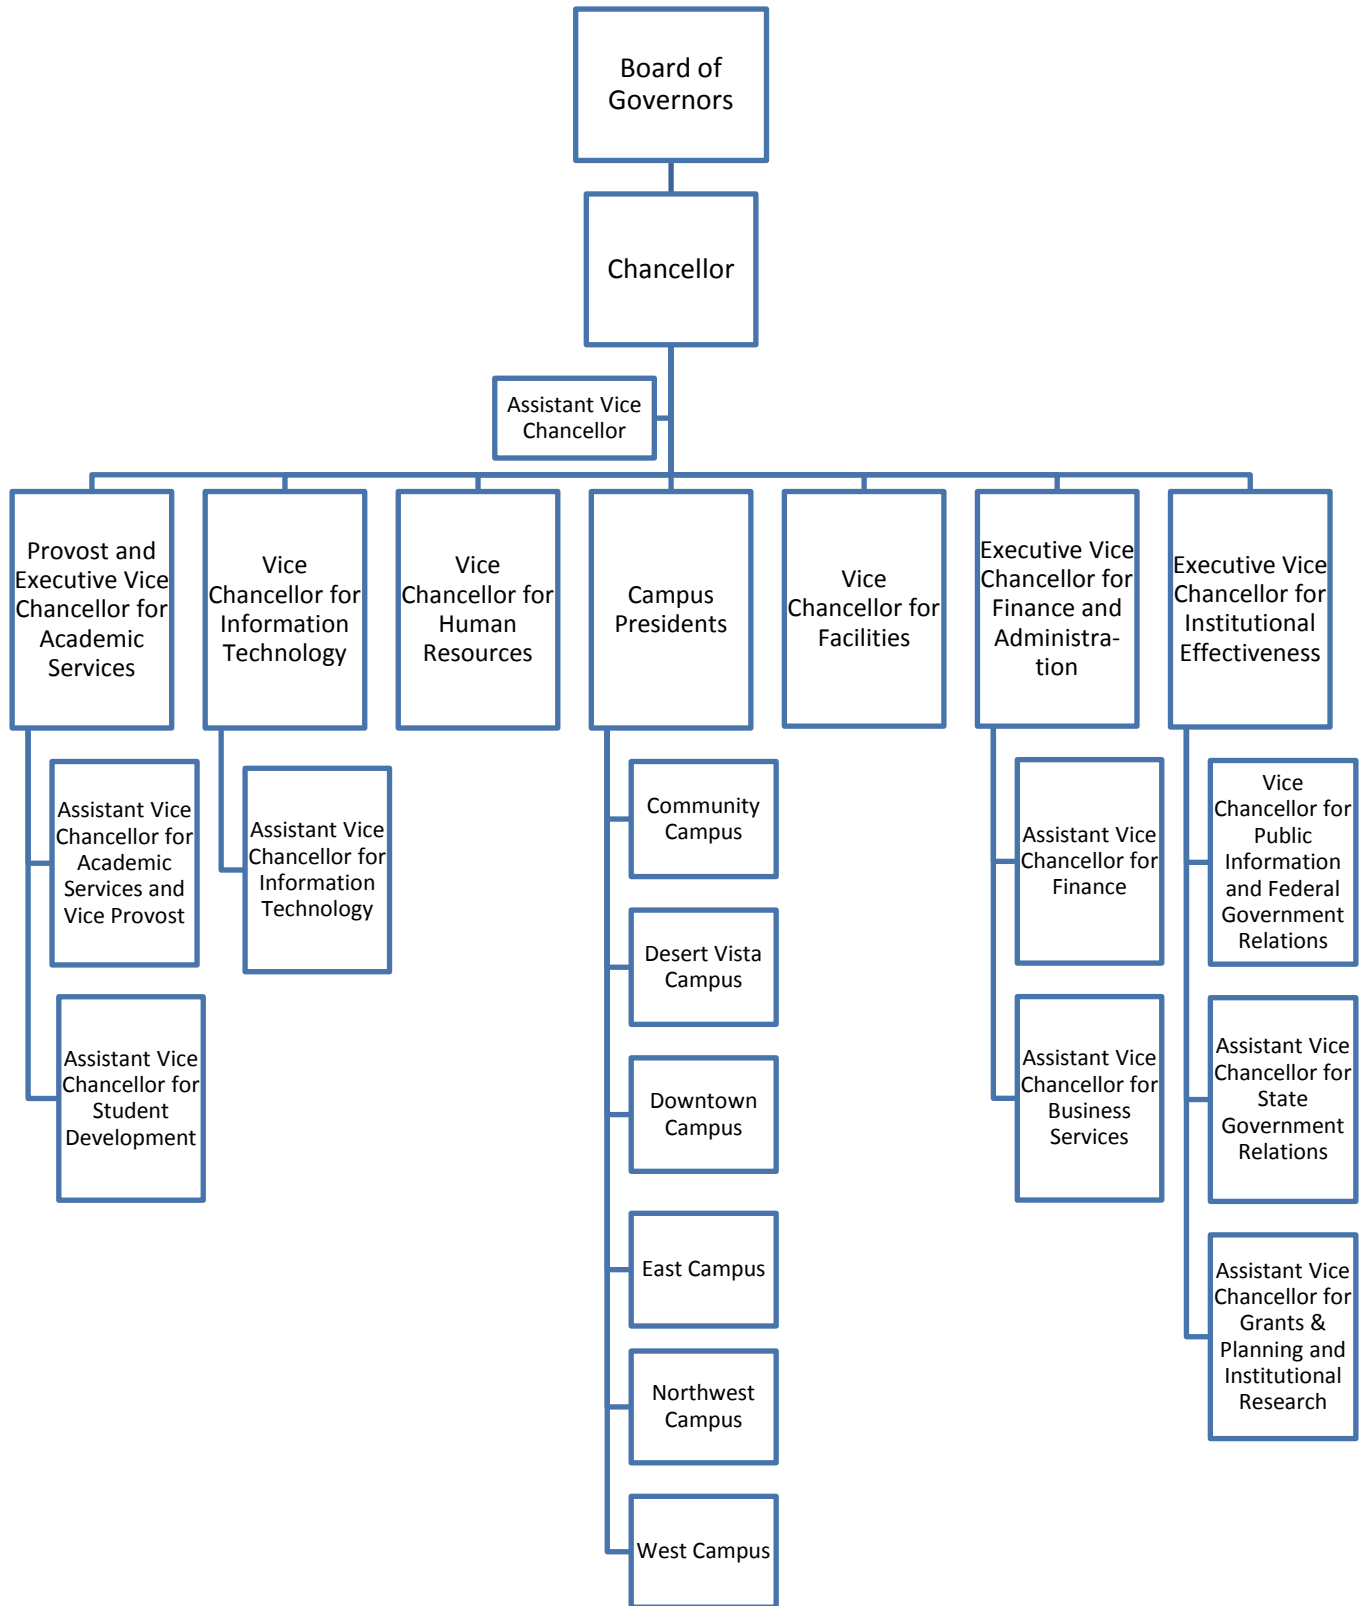 Board of
Governors
Chancellor
Assistant Vice
Chancellor
Provost and
Executive Vice
Chancellor for
Academic
Services
Vice
Chancellor for
Information
Technology
Vice
Chancellor for
Human
Resources
Campus
Presidents
Vice
Chancellor for
Facilities
Executive Vice
Chancellor for
Finance and
Administra-
tion
Executive Vice
Chancellor for
Institutional
Effectiveness
Assistant Vice
Chancellor for
Academic
Services and
Vice Provost
Assistant Vice
Chancellor for
Student
Development
Assistant Vice
Chancellor for
Information
Technology
Community
Campus
Desert Vista
Campus
Downtown
Campus
East Campus
Northwest
Campus
West Campus
Assistant Vice
Chancellor for
Finance
Assistant Vice
Chancellor for
Business
Services
Vice
Chancellor for
Public
Information
and Federal
Government
Relations
Assistant Vice
Chancellor for
State
Government
Relations
Assistant Vice
Chancellor for
Grants &
Planning and
Institutional
Research